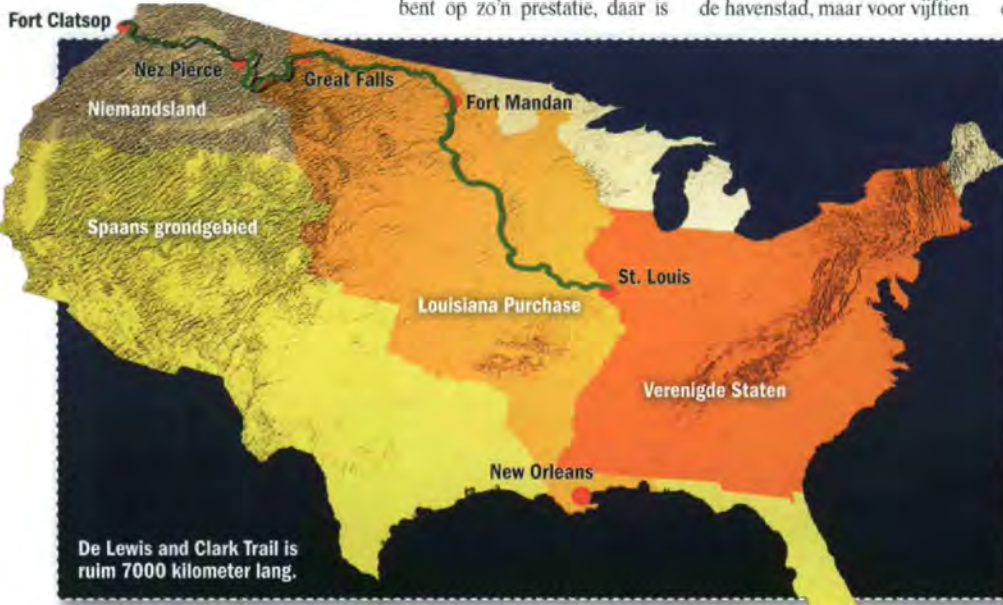 bent op zo'n prestatie, daar is
de havenstad, maar voor vijftien
Fort Clatsop
Nez Pierce
Great Falls
Fort Mandan
Niemandsland
Spaans grondgebied
St. Louis
Louisiana Purchase
Verenigde Staten
New Orleans
De Lewis and Clark Trail is
ruim 7000 kilometer lang.